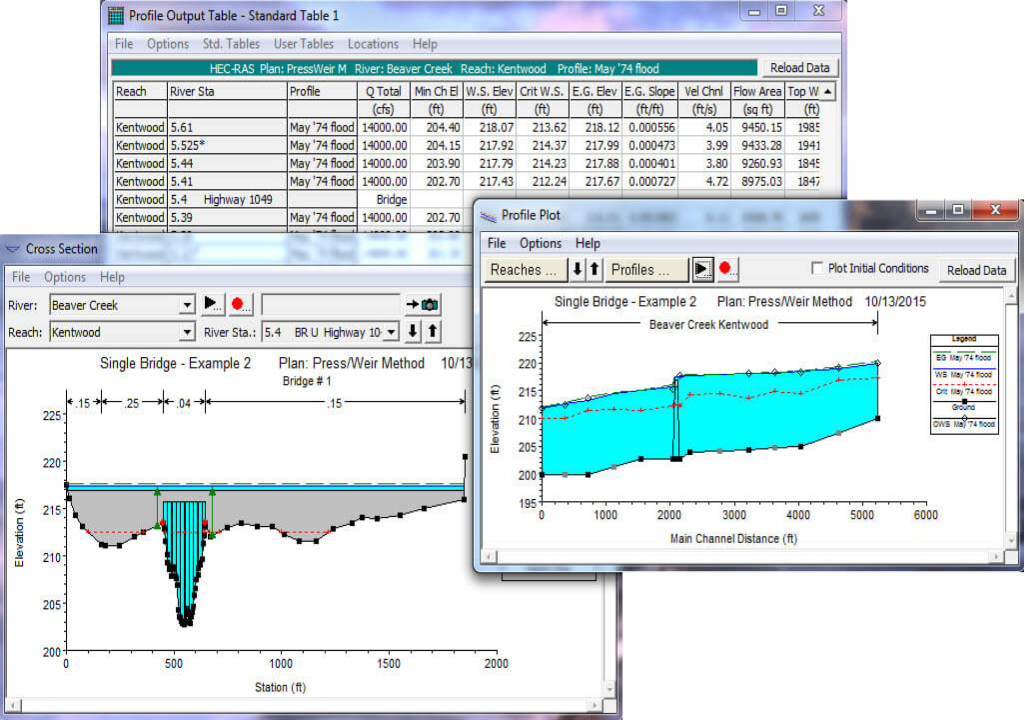 Profile Output Table - Standard Table 1
File Options Std. Tables User Tables Locations Help
HEC-RAS Plan: PressWeir M River: Beaver Creek Reach: Kentwood Profile: May '74 flood
Reload Data
Reach River Sta Profile Q Total Min Ch El W.S. Elev Crit W.S. E.G. Elev E.G. Slope Vel Chnl Flow Area Top W
(cfs) (ft) (ft) (ft) (ft) (ft/ft) (ft/s) (sq ft) (ft)
Kentwood 5.61 May '74 flood 14000.00 204.40 218.07 213.62 218.12 0.000556 4.05 9450.15 1985
Kentwood 5.525* May '74 flood 14000.00 204.15 217.92 214.37 217.99 0.000473 3.99 9433.28 1941
Kentwood 5.44 May '74 flood 14000.00 203.90 217.79 214.23 217.88 0.000401 3.80 9260.93 1845
Kentwood 5.41 May '74 flood 14000.00 202.70 217.43 212.24 217.67 0.000727 4.72 8975.03 1847
Kentwood 5.4 Highway 1049 Bridge
Kentwood 5.39 May '74 flood 14000.00 202.70
Cross Section
File Options Help
River: Beaver Creek
Reach: Kentwood River Sta.: 5.4 BR U Highway 10
Single Bridge - Example 2 Plan: Press/Weir Method 10/13
Bridge # 1
.15 .25 .04 .15
225
220
215
210
205
200
Elevation (ft)
0 500 1000 1500 2000
Station (ft)
Profile Plot
File Options Help
Reaches ... Profiles ... Plot Initial Conditions Reload Data
Single Bridge - Example 2 Plan: Press/Weir Method 10/13/2015
Beaver Creek Kentwood
225
220
215
210
205
200
195
Elevation (ft)
0 1000 2000 3000 4000 5000 6000
Main Channel Distance (ft)
Legend
EG May '74 flood
WS May '74 flood
Crit May '74 flood
Ground
OWS May '74 flood